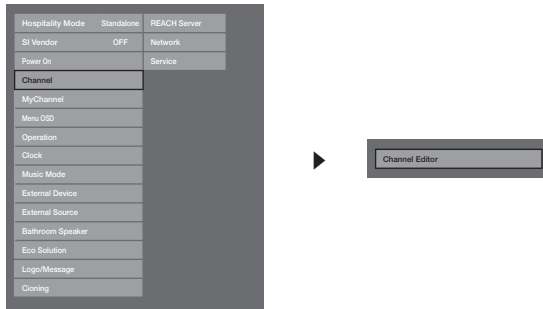 Hospitality Mode Standalone REACH Server
SI Vendor OFF Network
Power On Service
Channel
MyChannel
Menu OSD
Operation
Clock
Music Mode
External Device
External Source
Bathroom Speaker
Eco Solution
Logo/Message
Cloning
Channel Editor